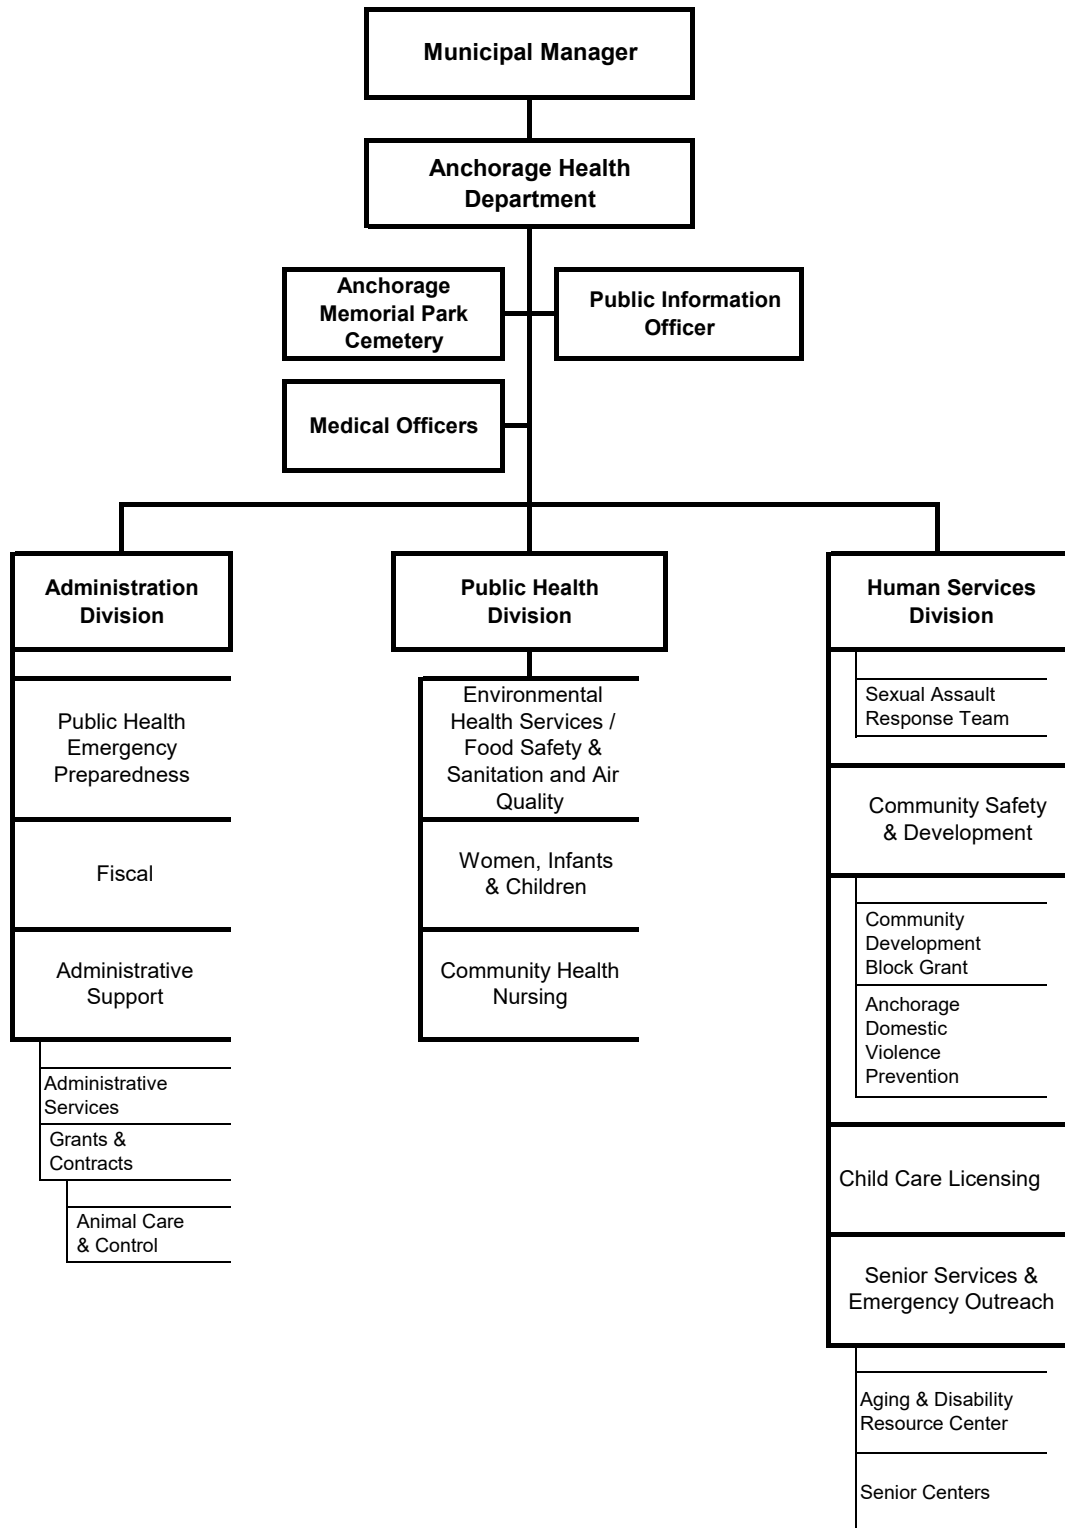 Municipal Manager
Anchorage Health
Department
Anchorage
Memorial Park
Cemetery
Public Information
Officer
Medical Officers
Administration
Division
Public Health
Emergency
Preparedness
Fiscal
Administrative
Support
Administrative
Services
Grants &
Contracts
Animal Care
& Control
Public Health
Division
Environmental
Health Services /
Food Safety &
Sanitation and Air
Quality
Women, Infants
& Children
Community Health
Nursing
Human Services
Division
Sexual Assault
Response Team
Community Safety
& Development
Community
Development
Block Grant
Anchorage
Domestic
Violence
Prevention
Child Care Licensing
Senior Services &
Emergency Outreach
Aging & Disability
Resource Center
Senior Centers